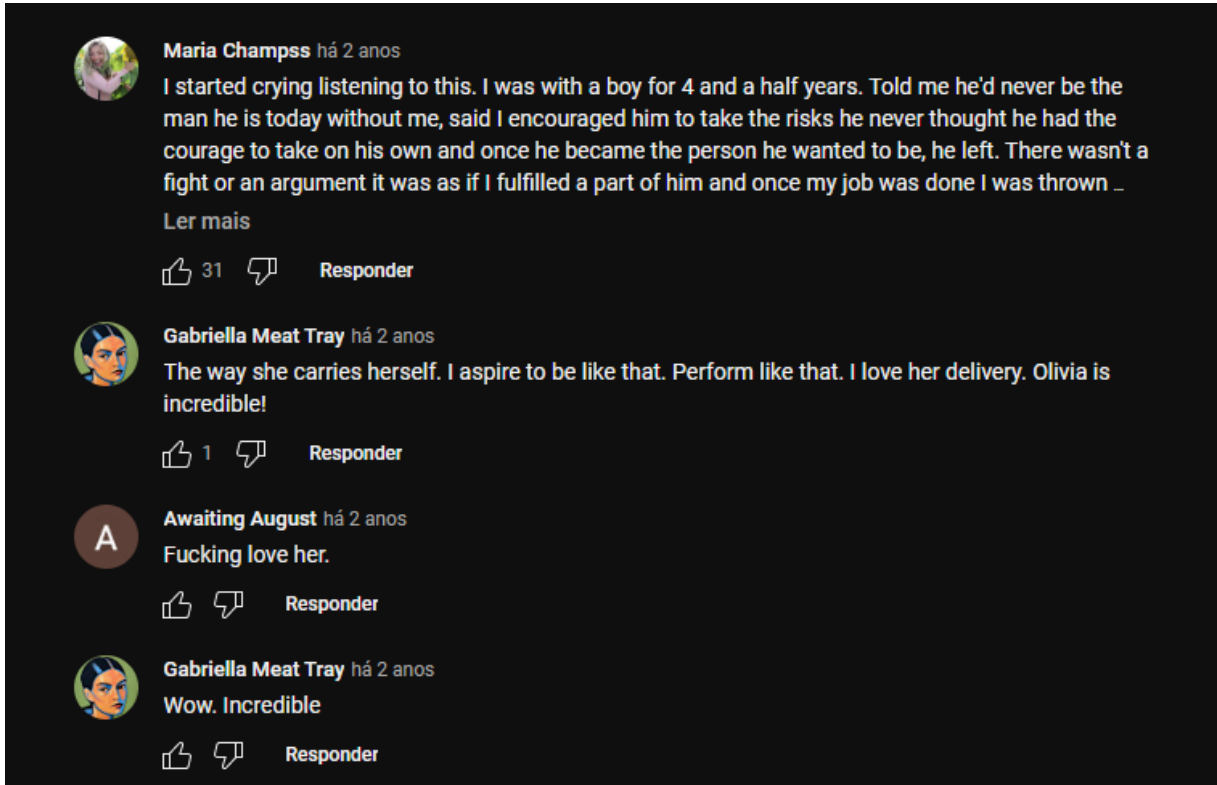 Maria Champss há 2 anos
I started crying listening to this. I was with a boy for 4 and a half years. Told me he'd never be the
man he is today without me, said I encouraged him to take the risks he never thought he had the
courage to take on his own and once he became the person he wanted to be, he left. There wasn't a
fight or an argument it was as if I fulfilled a part of him and once my job was done I was thrown ...
Ler mais
31 Responder
Gabriella Meat Tray há 2 anos
The way she carries herself. I aspire to be like that. Perform like that. I love her delivery. Olivia is
incredible!
1 Responder
A
Awaiting August há 2 anos
Fucking love her.
Responder
Gabriella Meat Tray há 2 anos
Wow. Incredible
Responder